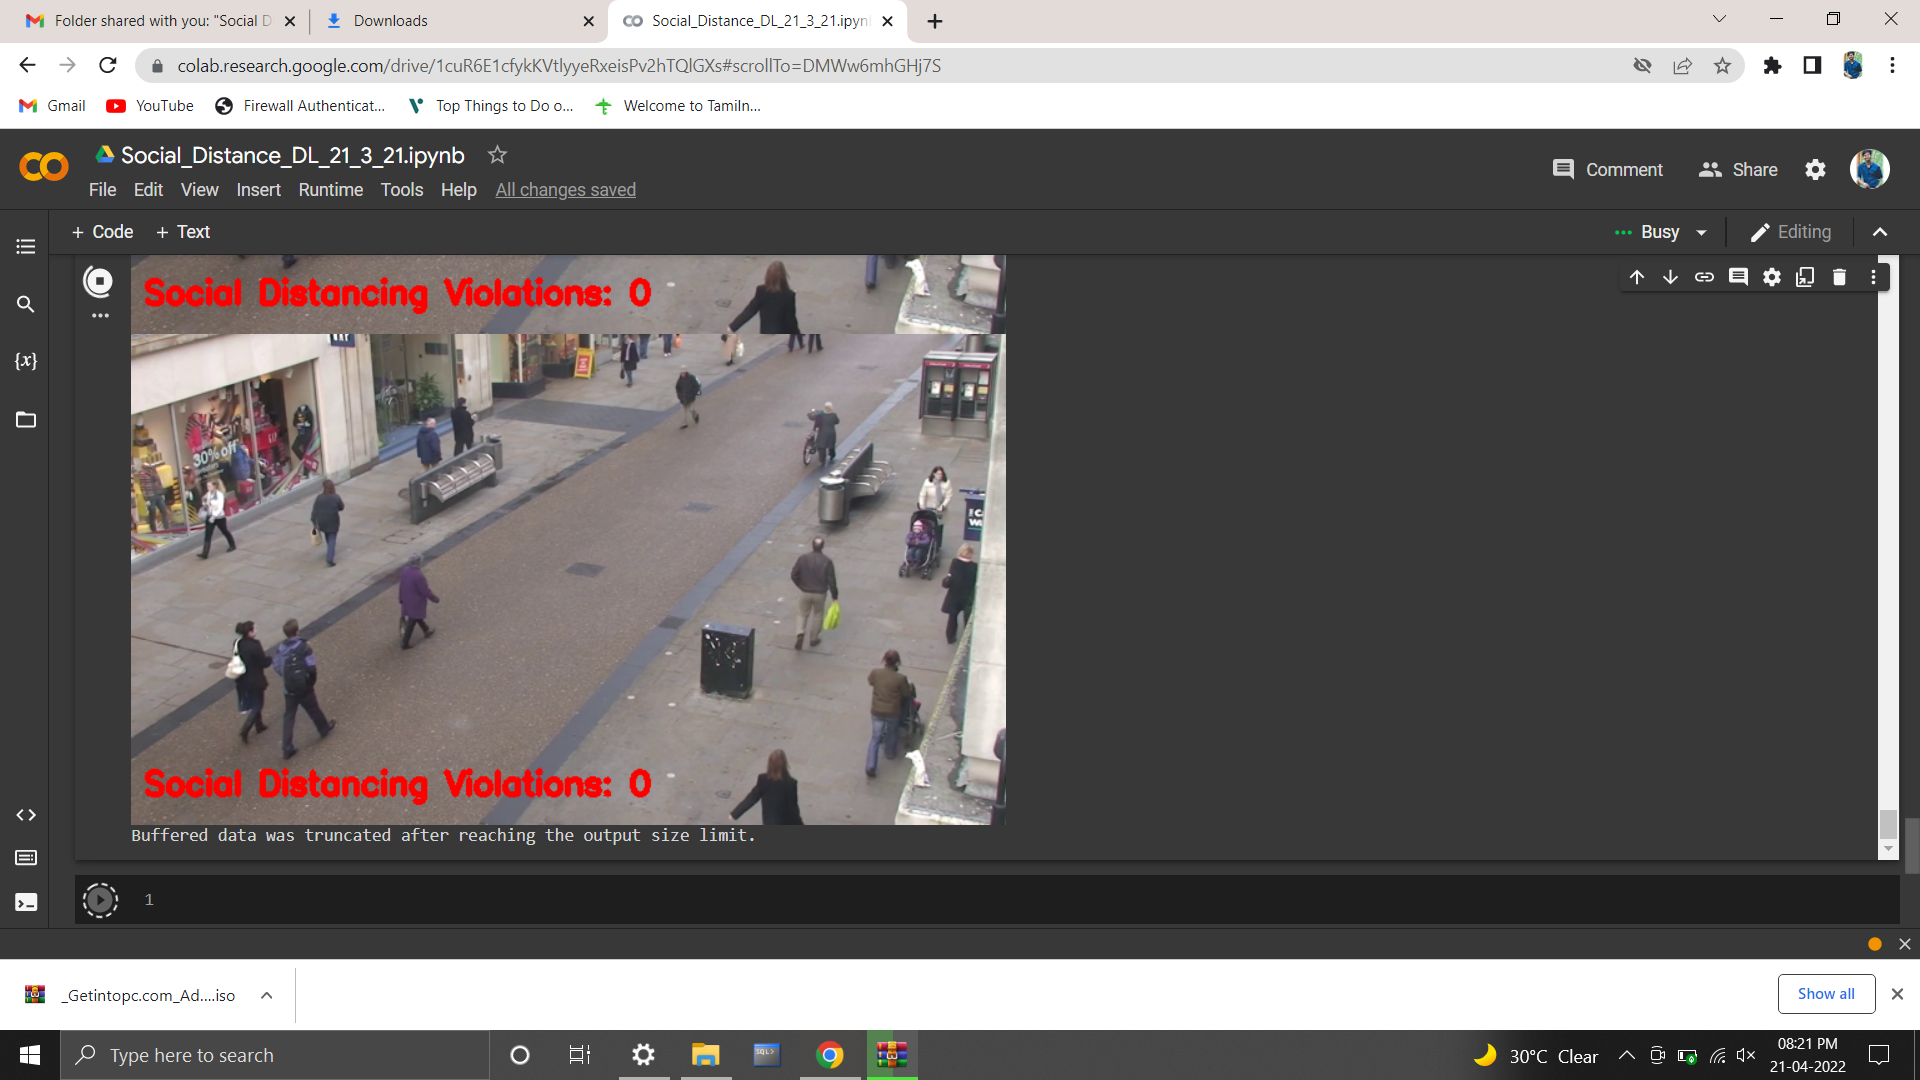 Folder shared with you: "Social D
Downloads
Social_Distance_DL_21_3_21.ipyn
colab.research.google.com/drive/1cuR6E1cfykKVtlyyeRxeisPv2hTQlGXs#scrollTo=DMWw6mhGHj7S
Gmail YouTube Firewall Authenticat... Top Things to Do o... Welcome to Tamiln...
Social_Distance_DL_21_3_21.ipynb
Comment Share
File Edit View Insert Runtime Tools Help All changes saved
+ Code + Text
Busy Editing
Social Distancing Violations: 0
{x}
30% off
Social Distancing Violations: 0
Buffered data was truncated after reaching the output size limit.
1
_Getintopc.com_Ad....iso
Show all
Type here to search
SQL>
30°C Clear
08:21 PM
21-04-2022